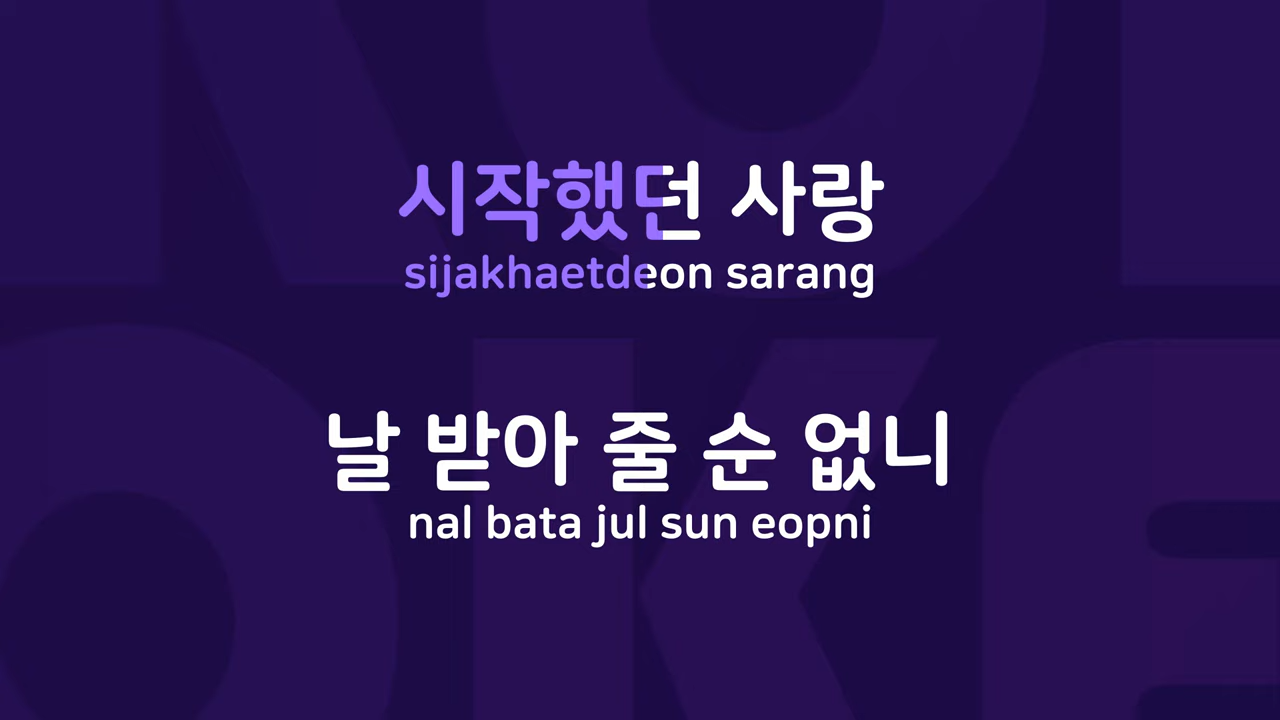 시작했던 사랑
sijakhaetdeon sarang
날 받아 줄 순 없니
nal bata jul sun eopni